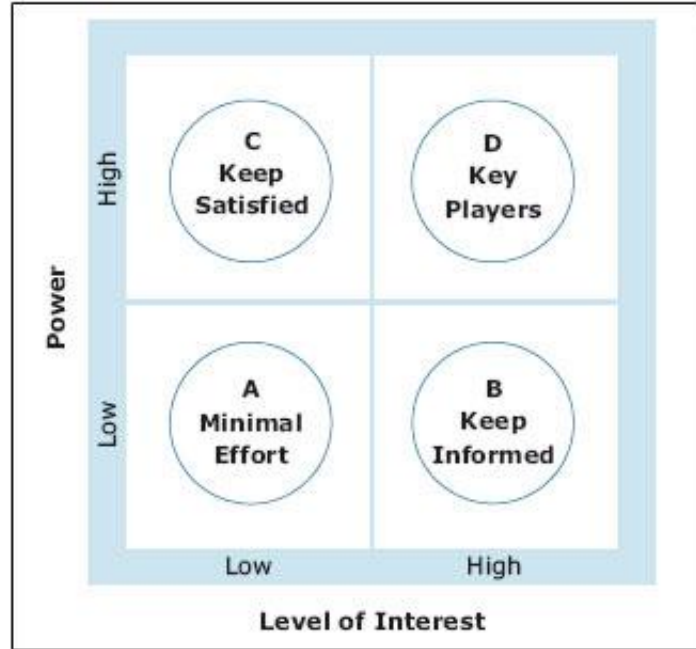 C
Keep
Satisfied
D
Key
Players
High
Power
A
Minimal
Effort
B
Keep
Informed
Low
Low
High
Level of Interest